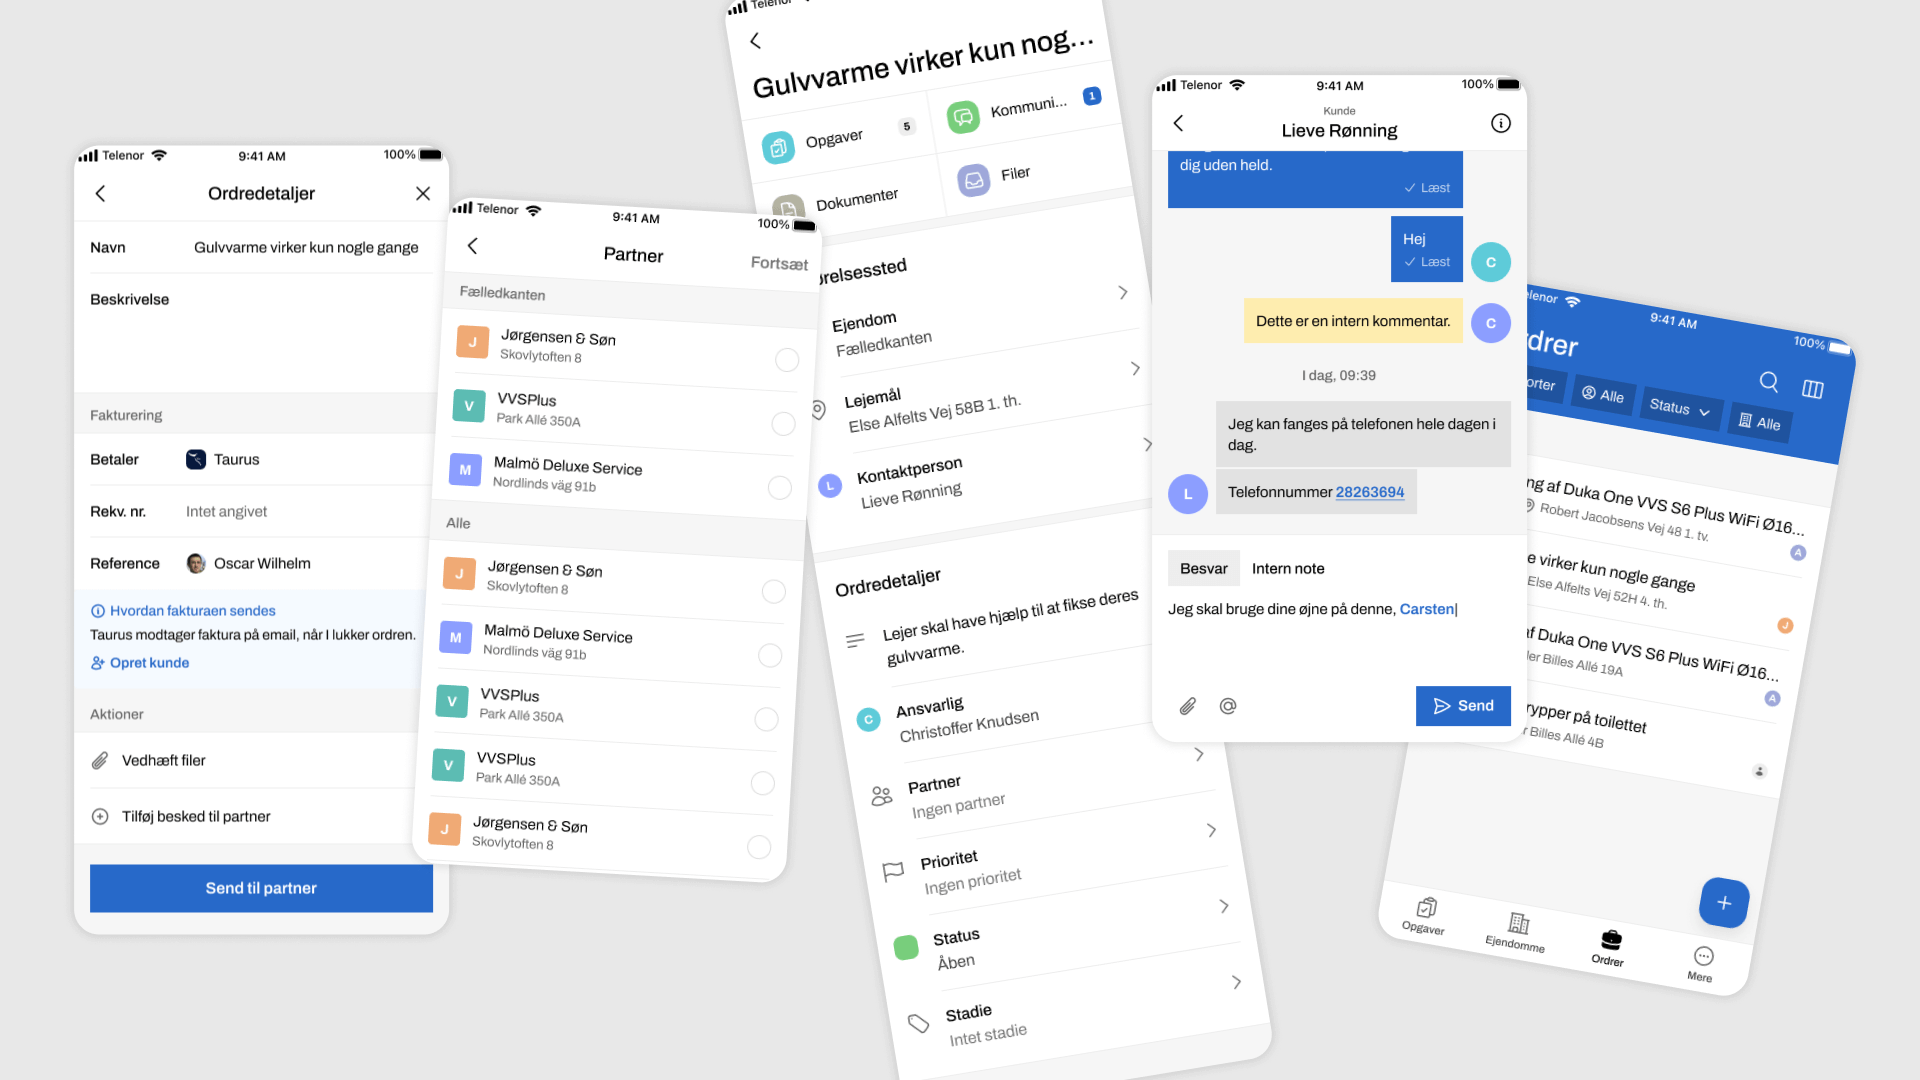 Telenor 9:41 AM 100%
Ordredetaljer
Navn Gulvvarme virker kun nogle gange
Beskrivelse
Fakturering
Betaler Taurus
Rekv. nr. Intet angivet
Reference Oscar Wilhelm
Hvordan fakturaen sendes
Taurus modtager faktura på email, når I lukker ordren.
Opret kunde
Aktioner
Vedhæft filer
Tilføj besked til partner
Send til partner
Telenor 9:41 AM 100%
Partner Fortsæt
Fælledkanten
J Jørgensen & Søn
Skovlytoften 8
V VVSPlus
Park Allé 350A
M Malmö Deluxe Service
Nordlinds väg 91b
Alle
J Jørgensen & Søn
Skovlytoften 8
M Malmö Deluxe Service
Nordlinds väg 91b
V VVSPlus
Park Allé 350A
V VVSPlus
Park Allé 350A
J Jørgensen & Søn
Skovlytoften 8
Telenor
Gulvvarme virker kun nog...
Opgaver 5
Kommuni... 1
Dokumenter
Filer
ørelsessted
Ejendom
Fælledkanten
Lejemål
Else Alfelts Vej 58B 1. th.
L Kontaktperson
Lieve Rønning
Ordredetaljer
Lejer skal have hjælp til at fikse deres
gulvvarme.
C Ansvarlig
Christoffer Knudsen
Partner
Ingen partner
Prioritet
Ingen prioritet
Status
Åben
Stadie
Intet stadie
Telenor 9:41 AM 100%
Kunde
Lieve Rønning
dig uden held.
Læst
Hej
Læst
C
Dette er en intern kommentar.
C
I dag, 09:39
Jeg kan fanges på telefonen hele dagen i
dag.
L
Telefonnummer 28263694
Besvar Intern note
Jeg skal bruge dine øjne på denne, Carsten
Send
lenor 9:41 AM 100%
rdrer
orter Alle Status Alle
ng af Duka One VVS S6 Plus WiFi Ø16...
Robert Jacobsens Vej 48 1. tv.
A
e virker kun nogle gange
Else Alfelts Vej 52H 4. th.
J
af Duka One VVS S6 Plus WiFi Ø16...
ler Billes Allé 19A
A
rypper på toilettet
r Billes Allé 4B
Opgaver
Ejendomme
Ordrer
Mere